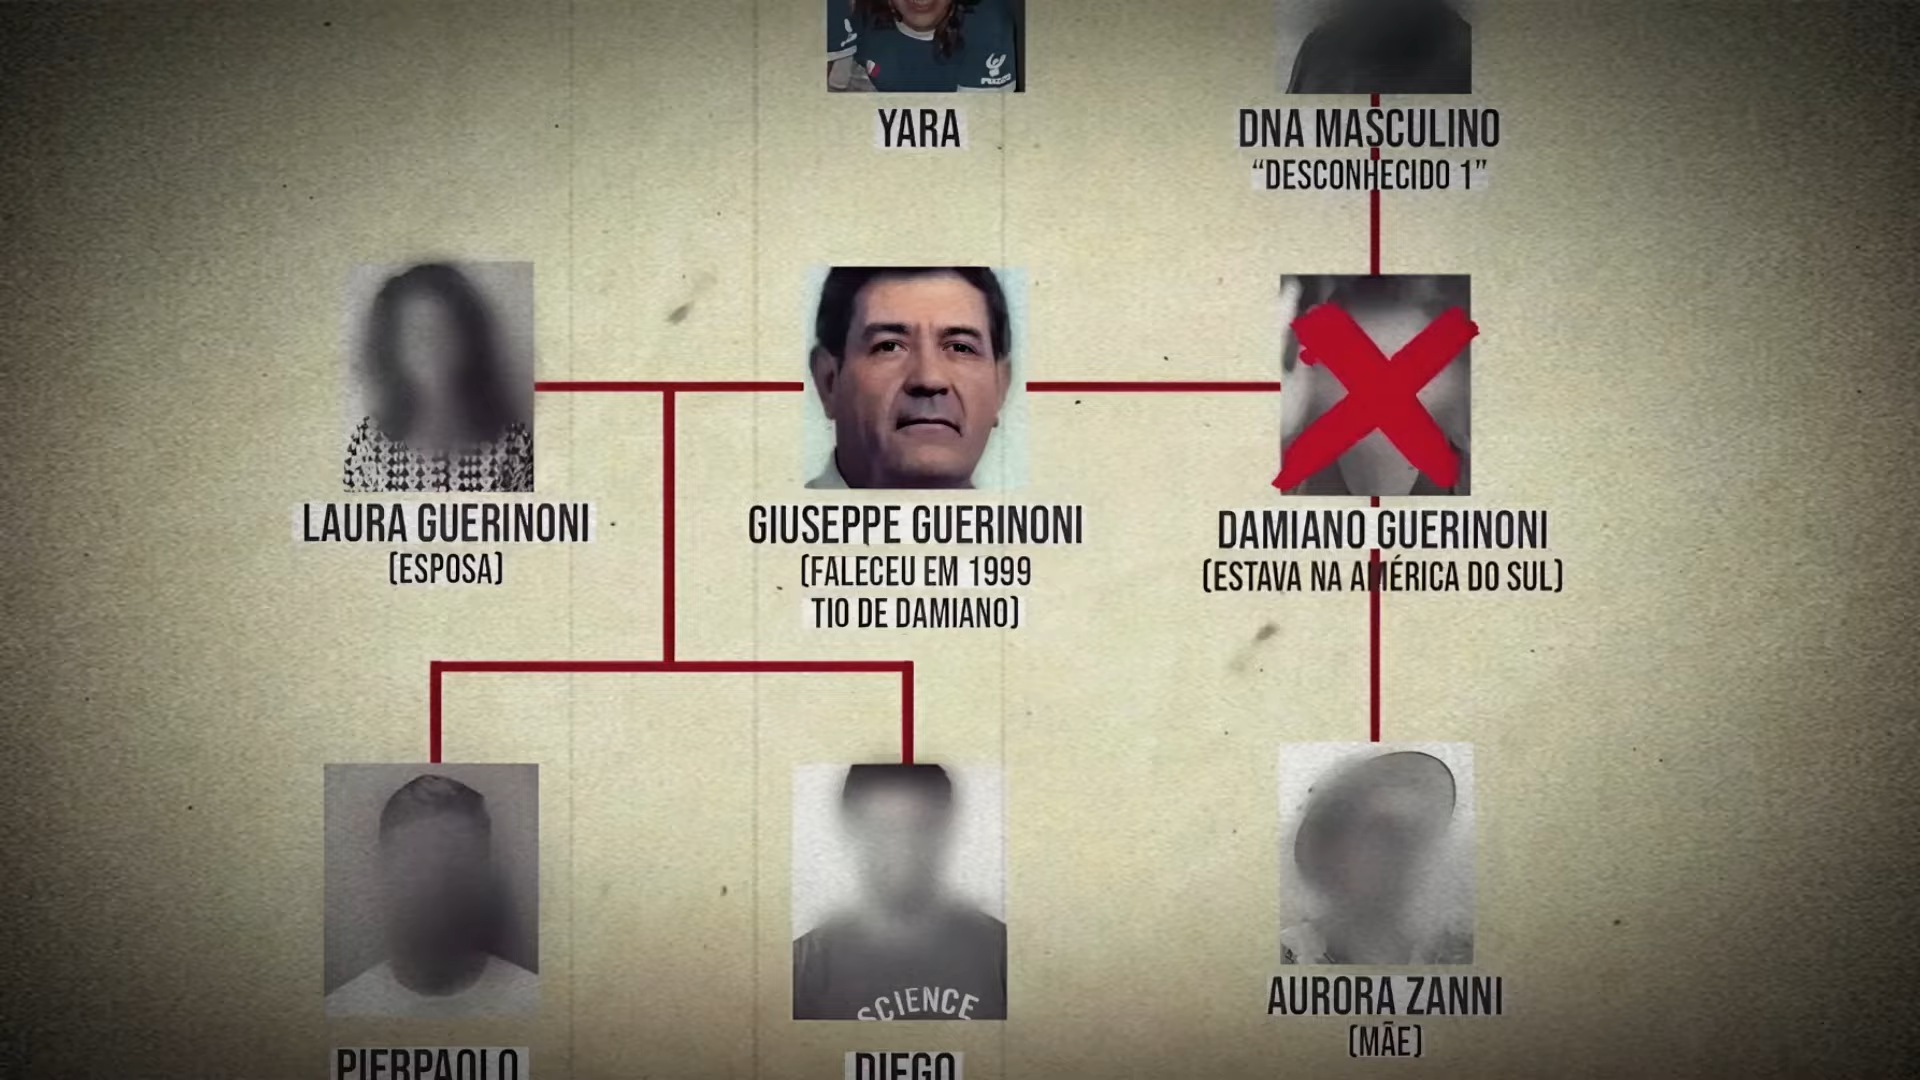 YARA
DNA MASCULINO
“DESCONHECIDO 1”
LAURA GUERINONI
(ESPOSA)
GIUSEPPE GUERINONI
(FALECEU EM 1999
TIO DE DAMIANO)
DAMIANO GUERINONI
(ESTAVA NA AMÉRICA DO SUL)
SCIENCE
AURORA ZANNI
(MÃE)
PIERPAOLO
DIEGO